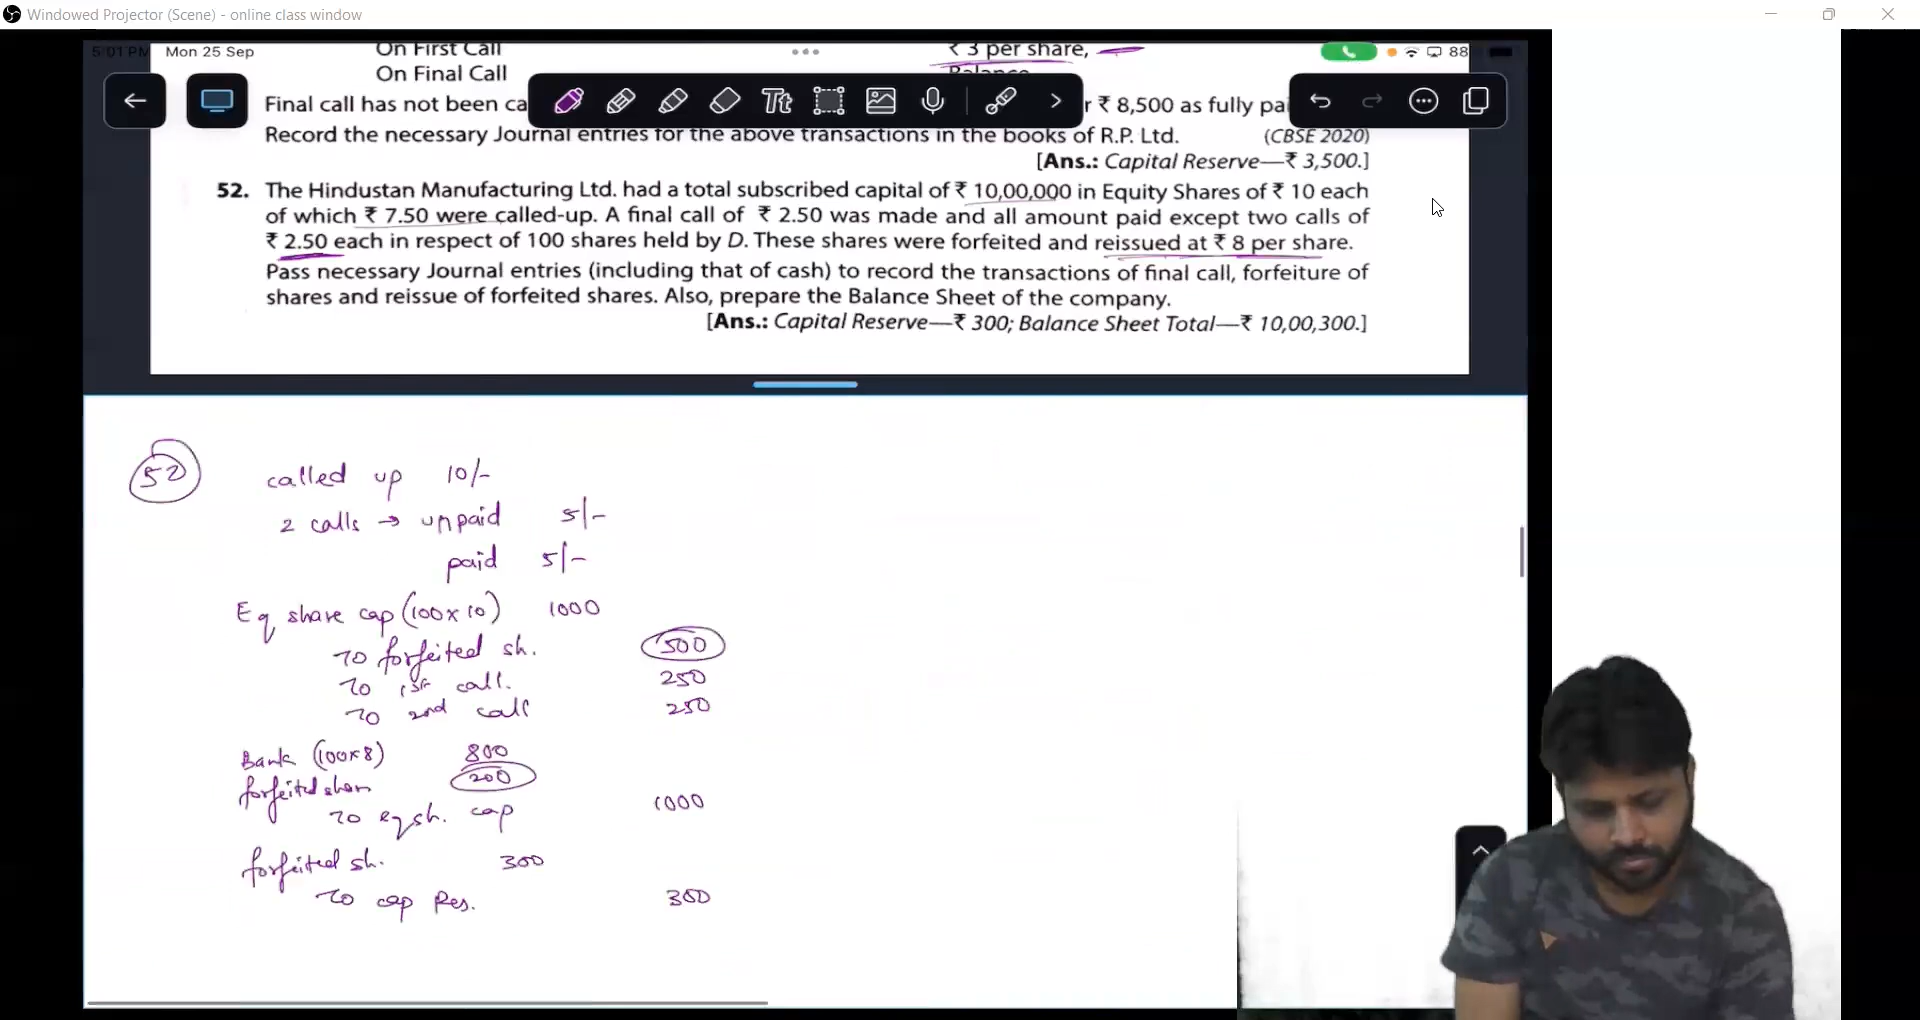 Windowed Projector (Scene) - online class window
5:01 PM Mon 25 Sep
88
On First Call ₹ 3 per share,
On Final Call Balance
Final call has not been ca r ₹ 8,500 as fully pai
Record the necessary Journal entries for the above transactions in the books of R.P. Ltd. (CBSE 2020)
[Ans.: Capital Reserve—₹ 3,500.]
52. The Hindustan Manufacturing Ltd. had a total subscribed capital of ₹ 10,00,000 in Equity Shares of ₹ 10 each
of which ₹ 7.50 were called-up. A final call of ₹ 2.50 was made and all amount paid except two calls of
₹ 2.50 each in respect of 100 shares held by D. These shares were forfeited and reissued at ₹ 8 per share.
Pass necessary Journal entries (including that of cash) to record the transactions of final call, forfeiture of
shares and reissue of forfeited shares. Also, prepare the Balance Sheet of the company.
[Ans.: Capital Reserve—₹ 300; Balance Sheet Total—₹ 10,00,300.]
Tt
52 called up 10/-
2 calls → unpaid 5/-
paid 5/-
Eq share cap (100x10) 1000
To forfeited sh. 500
To 1st call. 250
To 2nd call 250
Bank (100x8) 800
forfeited share 200
To eq sh. cap 1000
forfeited sh. 300
To cap Res. 300